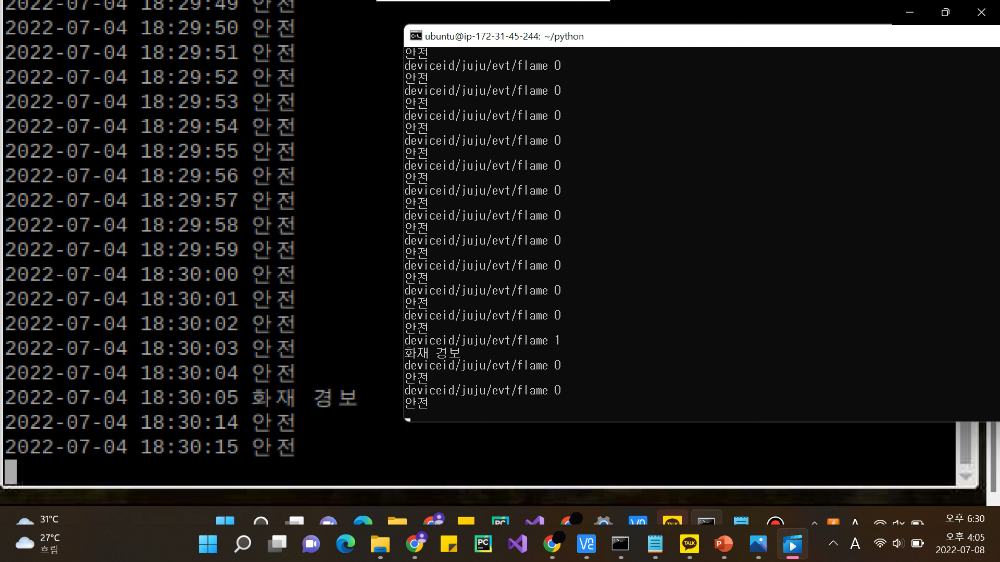 2022-07-04 18:29:49 안전
2022-07-04 18:29:50 안전
2022-07-04 18:29:51 안전
2022-07-04 18:29:52 안전
2022-07-04 18:29:53 안전
2022-07-04 18:29:54 안전
2022-07-04 18:29:55 안전
2022-07-04 18:29:56 안전
2022-07-04 18:29:57 안전
2022-07-04 18:29:58 안전
2022-07-04 18:29:59 안전
2022-07-04 18:30:00 안전
2022-07-04 18:30:01 안전
2022-07-04 18:30:02 안전
2022-07-04 18:30:03 안전
2022-07-04 18:30:04 안전
2022-07-04 18:30:05 화재 경보
2022-07-04 18:30:14 안전
2022-07-04 18:30:15 안전
ubuntu@ip-172-31-45-244: ~/python
안전
deviceid/juju/evt/flame 0
안전
deviceid/juju/evt/flame 0
안전
deviceid/juju/evt/flame 0
안전
deviceid/juju/evt/flame 0
안전
deviceid/juju/evt/flame 0
안전
deviceid/juju/evt/flame 0
안전
deviceid/juju/evt/flame 0
안전
deviceid/juju/evt/flame 0
안전
deviceid/juju/evt/flame 0
안전
deviceid/juju/evt/flame 0
안전
deviceid/juju/evt/flame 0
안전
deviceid/juju/evt/flame 1
화재 경보
deviceid/juju/evt/flame 0
안전
deviceid/juju/evt/flame 0
안전
31°C
오후 6:30
27°C
흐림
PC
V2
TALK
P
A
오후 4:05
2022-07-08